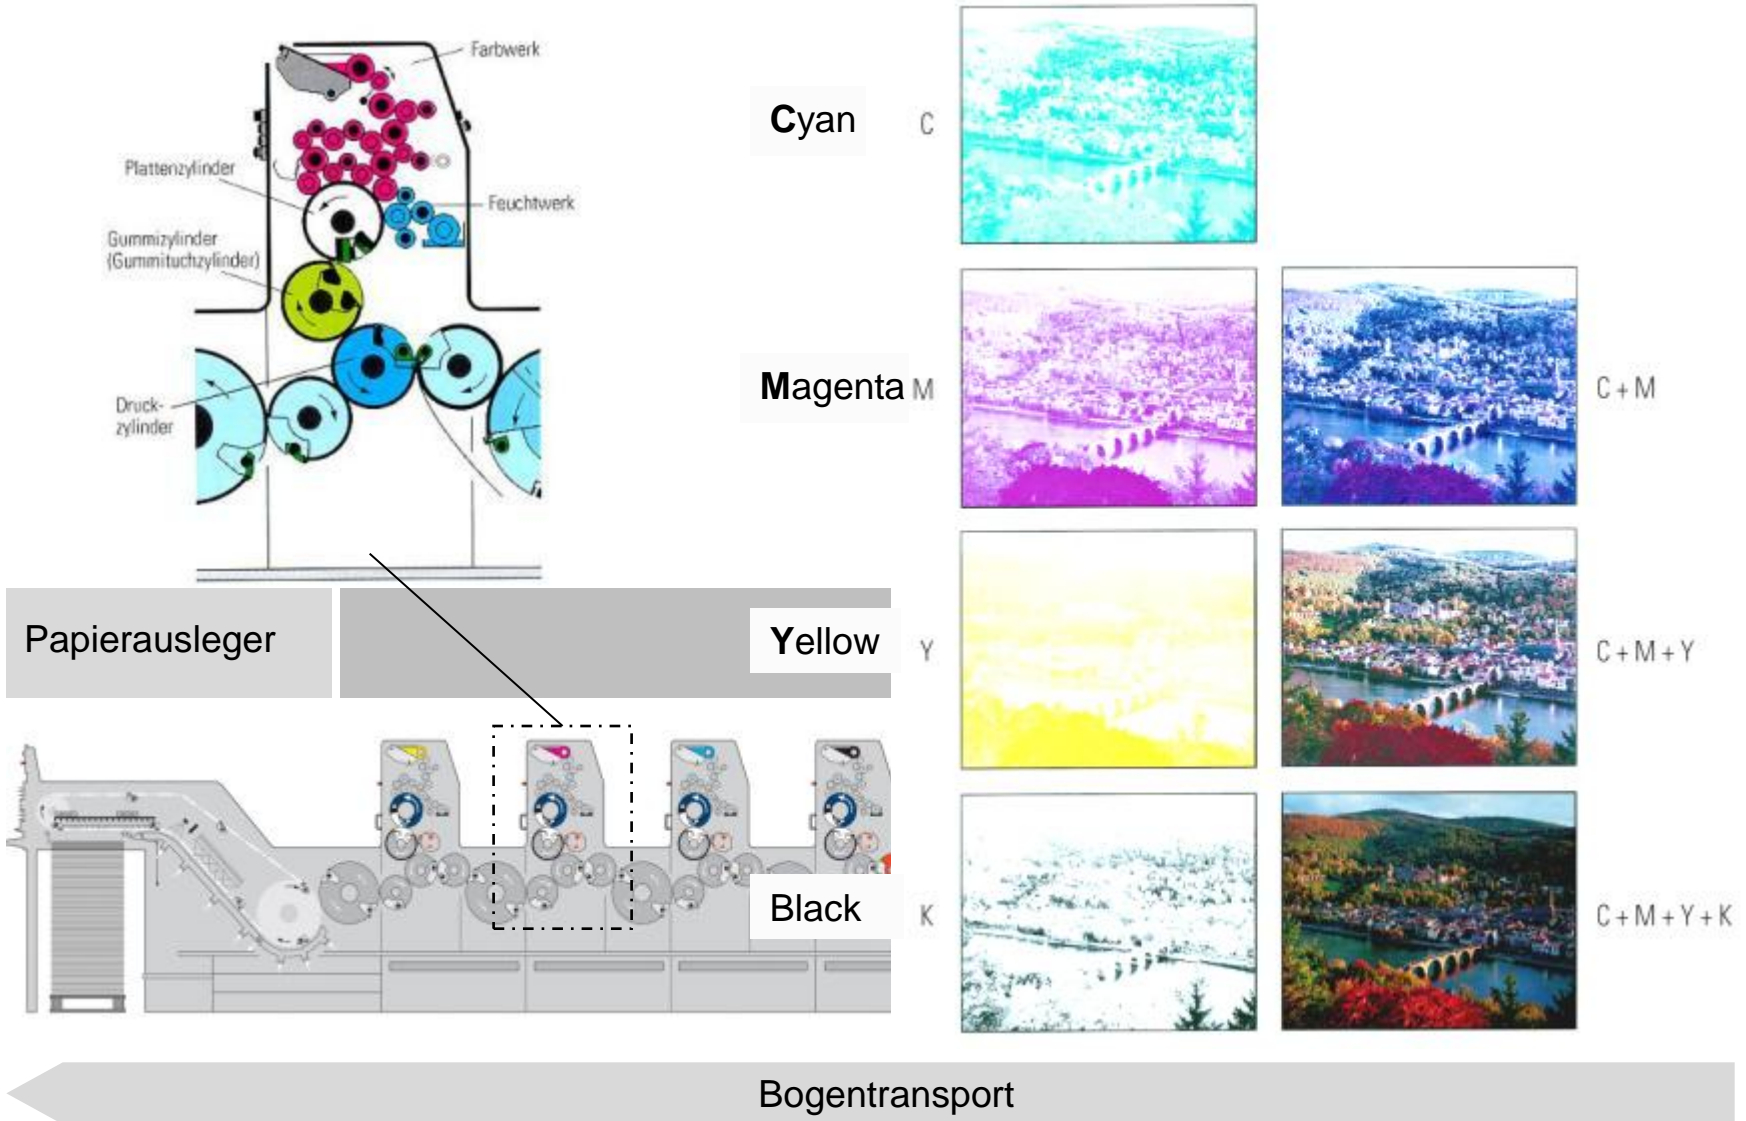 Farbwerk
Plattenzylinder
Feuchtwerk
Gummizylinder
(Gummituchzylinder)
Druck-
zylinder
Papierausleger
Cyan
C
Magenta
M
C + M
Yellow
Y
C + M + Y
Black
K
C + M + Y + K
Bogentransport